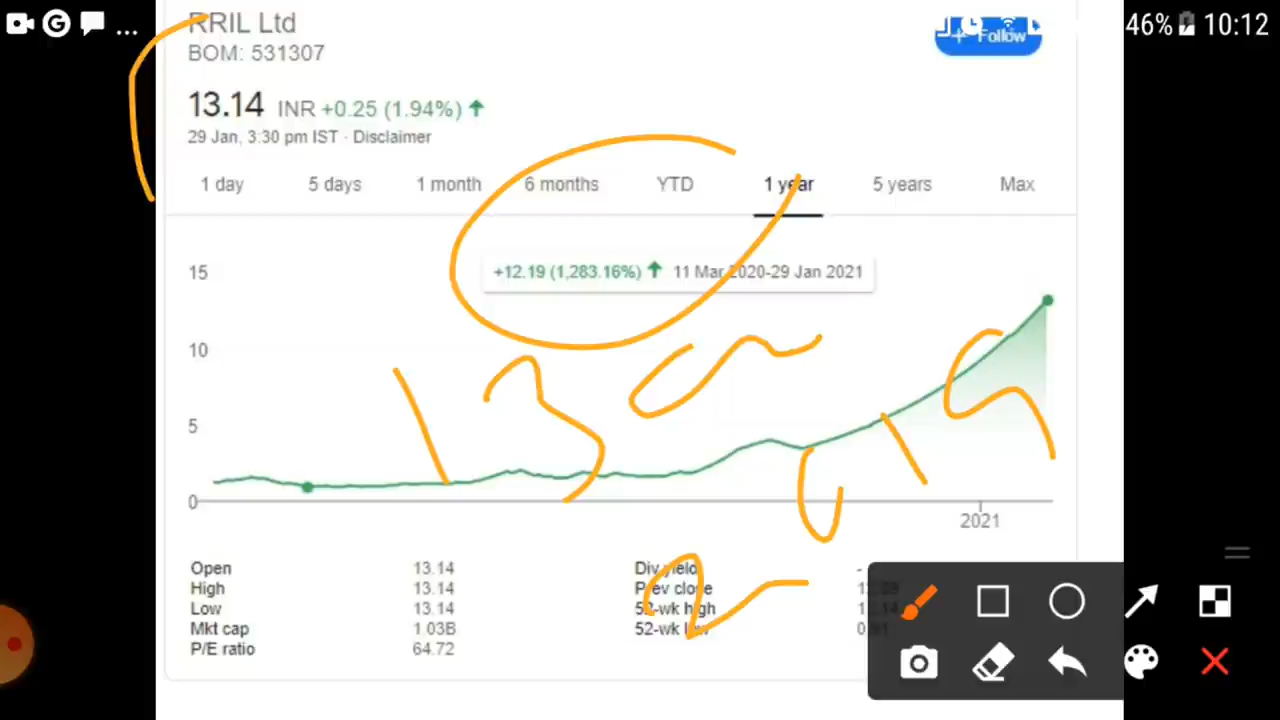 ... 46% 10:12
RRIL Ltd
BOM: 531307
Follow
13.14 INR +0.25 (1.94%)
29 Jan, 3:30 pm IST · Disclaimer
1 day 5 days 1 month 6 months YTD 1 year 5 years Max
+12.19 (1,283.16%) 11 Mar 2020-29 Jan 2021
15
10
5
0
2021
Open 13.14 Div yield -
High 13.14 Prev close
Low 13.14 52-wk high
Mkt cap 1.03B 52-wk low
P/E ratio 64.72